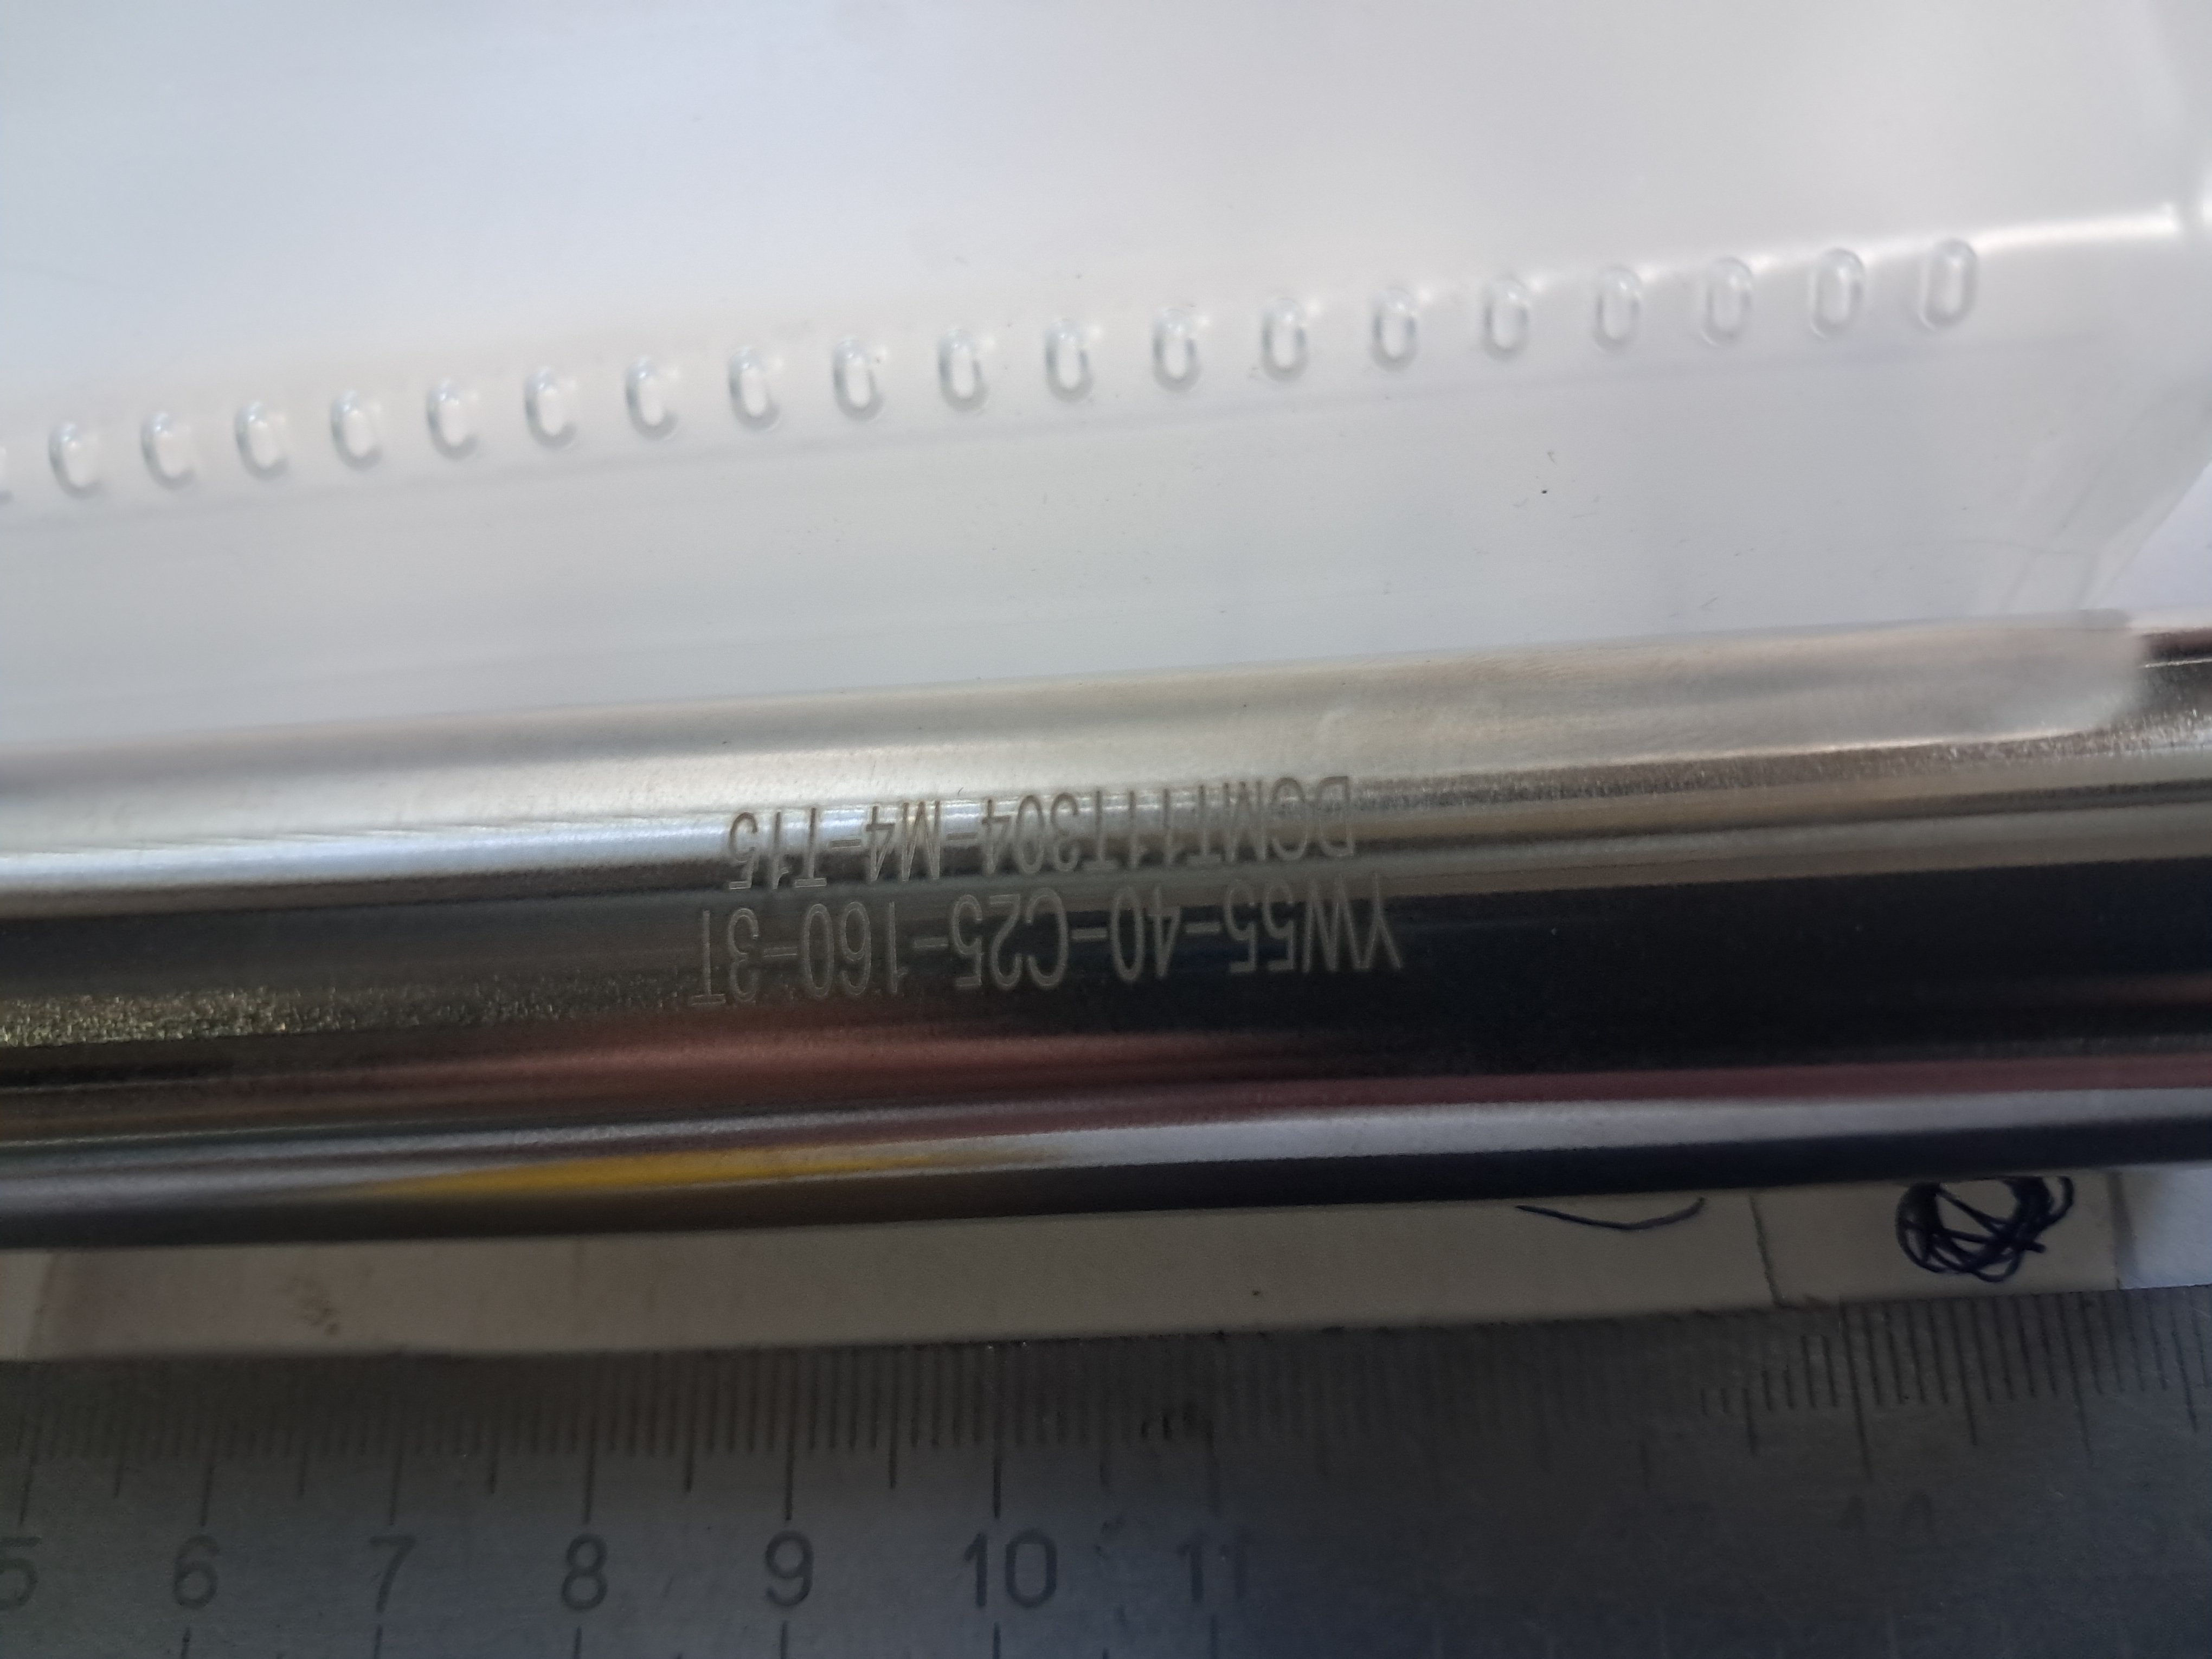 YW55-40-C25-160-3T
DCMT11T304-M4-T15
5 6 7 8 9 10 11